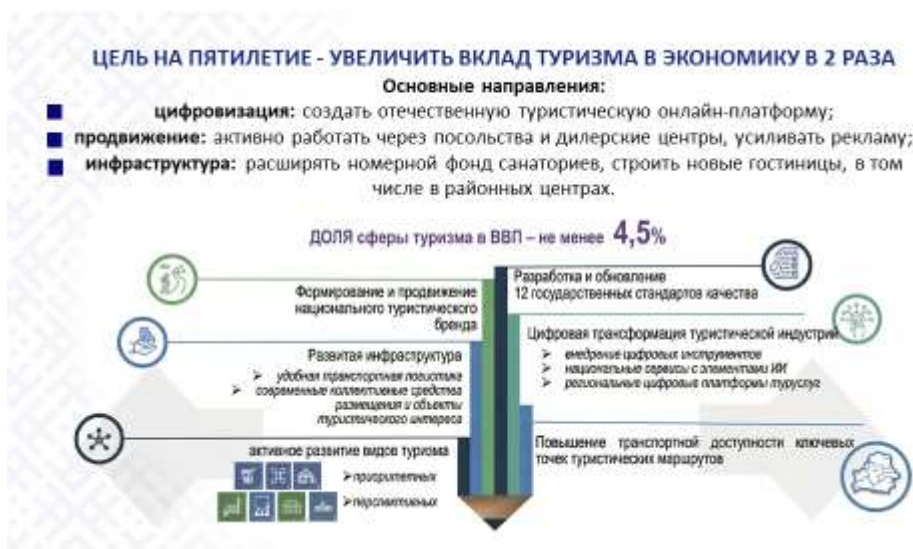 ЦЕЛЬ НА ПЯТИЛЕТИЕ - УВЕЛИЧИТЬ ВКЛАД ТУРИЗМА В ЭКОНОМИКУ В 2 РАЗА
Основные направления:
цифровизация: создать отечественную туристическую онлайн-платформу;
продвижение: активно работать через посольства и дилерские центры, усиливать рекламу;
инфраструктура: расширять номерной фонд санаториев, строить новые гостиницы, в том
числе в районных центрах.
ДОЛЯ сферы туризма в ВВП – не менее 4,5%
Формирование и продвижение
национального туристического
бренда
Развитая инфраструктура
удобная транспортная логистика
современные коллективные средства
размещения и объекты
туристического интереса
активное развитие видов туризма
приоритетных
перспективных
Разработка и обновление
12 государственных стандартов качества
Цифровая трансформация туристической индустрии
внедрение цифровых инструментов
национальные сервисы с элементами ИИ
региональные цифровые платформы туруслуг
Повышение транспортной доступности ключевых
точек туристических маршрутов